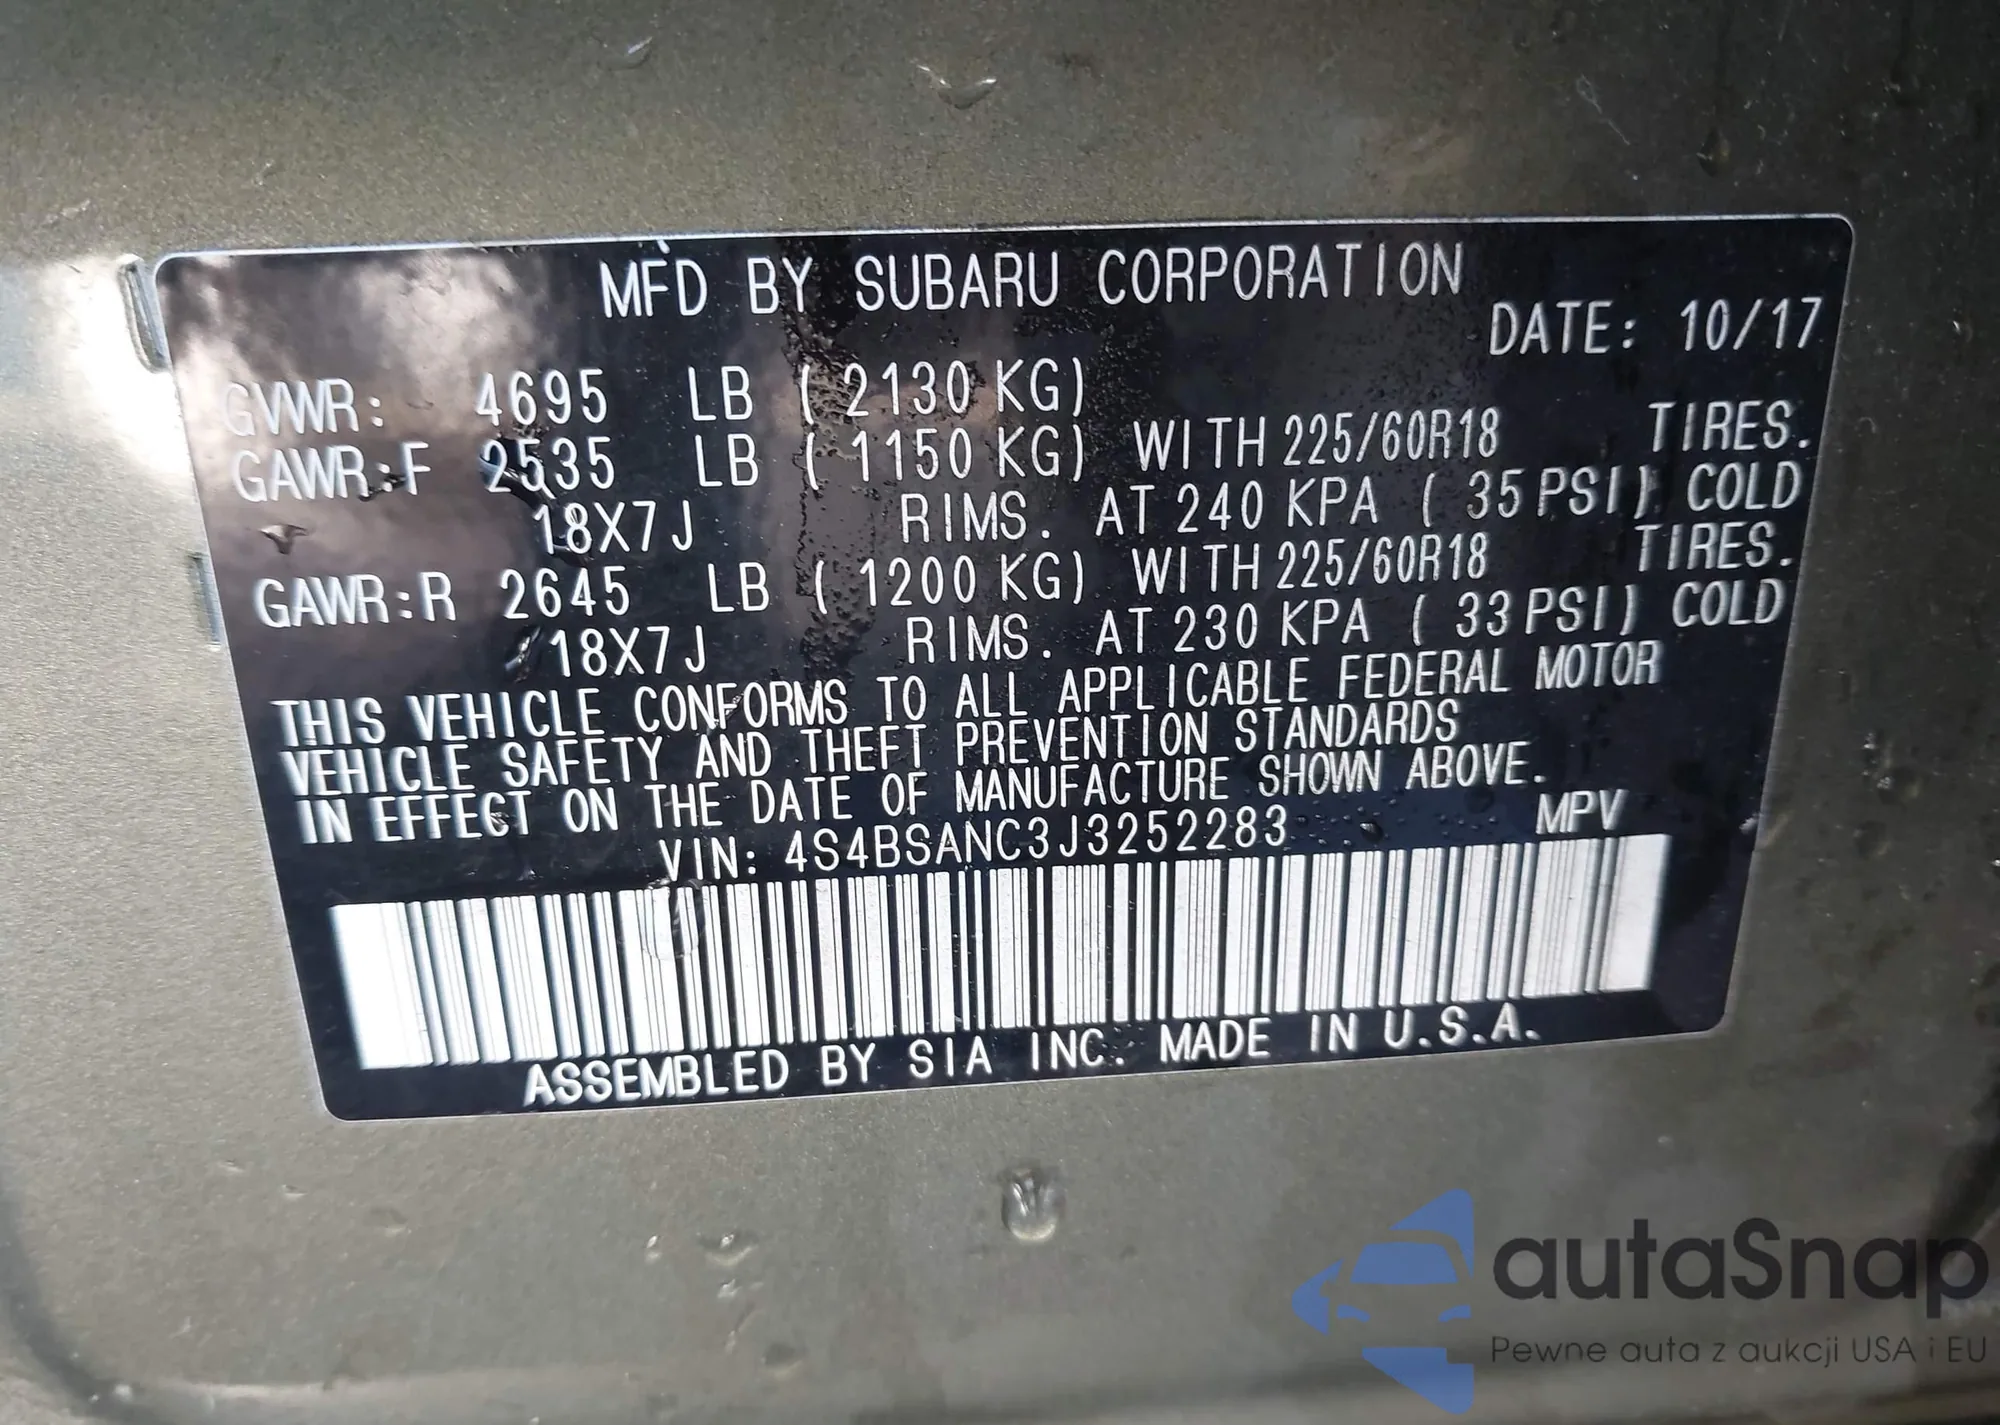 MFD BY SUBARU CORPORATION
DATE: 10/17
GVWR: 4695 LB ( 2130 KG)
GAWR:F 2535 LB ( 1150 KG) WITH 225/60R18 TIRES.
18X7J RIMS. AT 240 KPA ( 35 PSI) COLD
GAWR:R 2645 LB ( 1200 KG) WITH 225/60R18 TIRES.
18X7J RIMS. AT 230 KPA ( 33 PSI) COLD
THIS VEHICLE CONFORMS TO ALL APPLICABLE FEDERAL MOTOR
VEHICLE SAFETY AND THEFT PREVENTION STANDARDS
IN EFFECT ON THE DATE OF MANUFACTURE SHOWN ABOVE.
VIN: 4S4BSANC3J3252283 MPV
ASSEMBLED BY SIA INC. MADE IN U.S.A.
autaSnap
Pewne auta z aukcji USA i EU